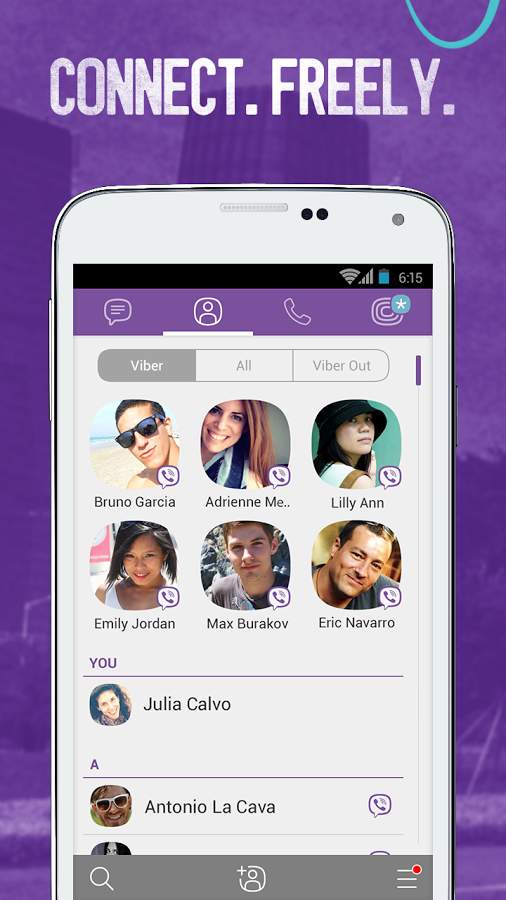 CONNECT. FREELY.
6:15
Viber All Viber Out
Bruno Garcia Adrienne Me.. Lilly Ann
Emily Jordan Max Burakov Eric Navarro
YOU
Julia Calvo
A
Antonio La Cava